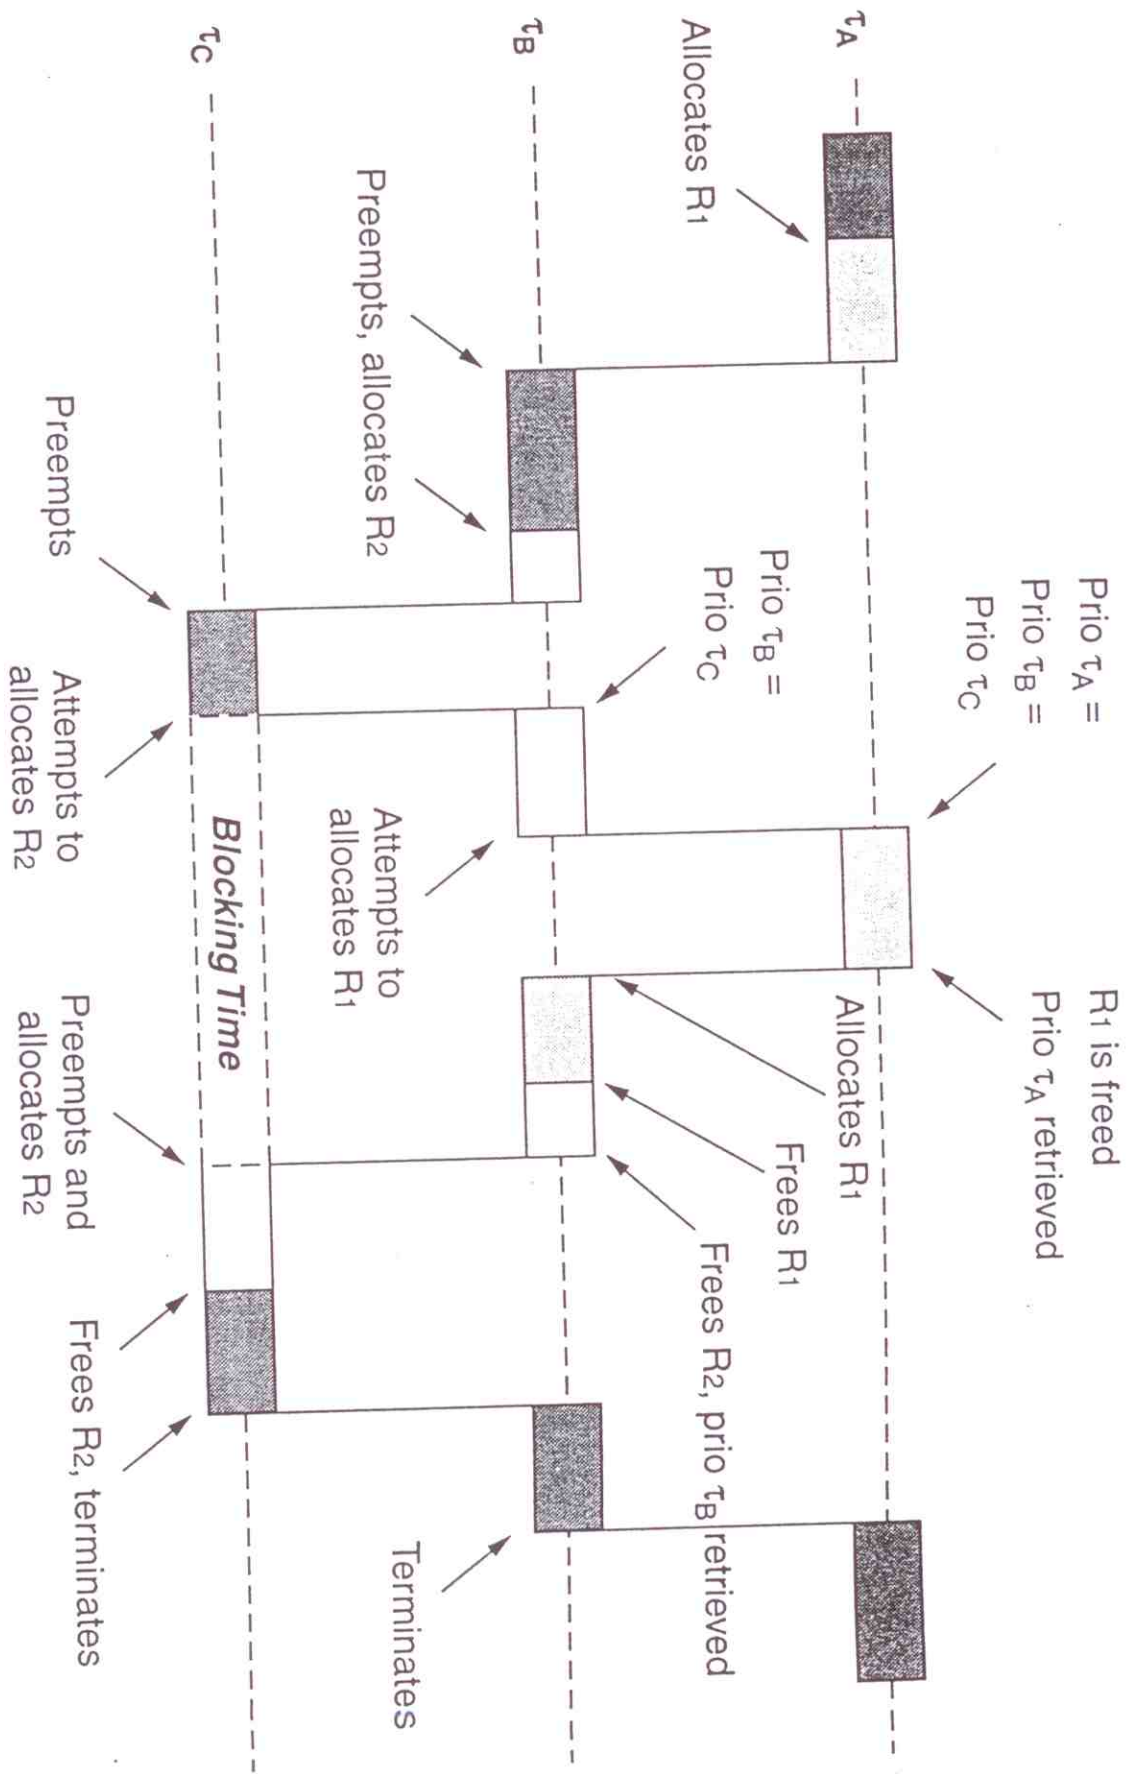 Prio τA =
Prio τB =
Prio τC
R1 is freed
Prio τA retrieved
τA
Allocates R1
Prio τB =
Prio τC
Allocates R1
Frees R1
Frees R2, prio τB retrieved
τB
Preempts, allocates R2
Attempts to
allocates R1
Terminates
τC
Blocking Time
Preempts
Attempts to
allocates R2
Preempts and
allocates R2
Frees R2, terminates